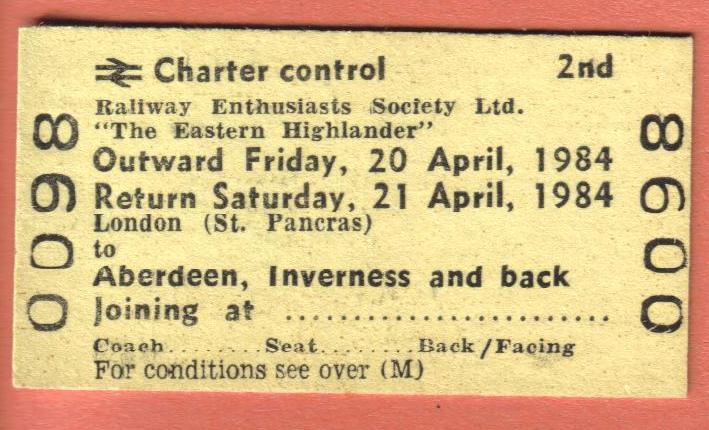 Charter control 2nd
Railway Enthusiasts Society Ltd.
"The Eastern Highlander"
Outward Friday, 20 April, 1984
Return Saturday, 21 April, 1984
London (St. Pancras)
to
Aberdeen, Inverness and back
Joining at ........................
Coach........Seat........Back/Facing
For conditions see over (M)
0098
0098